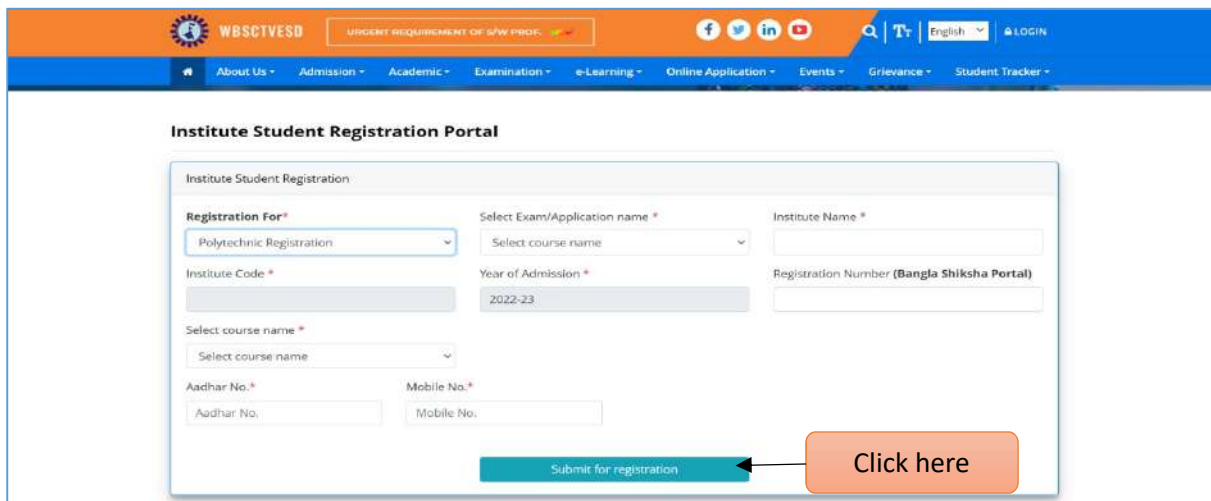 WBSCTVESD
URGENT REQUIREMENT OF S/W PROF.
English
LOGIN
About Us
Admission
Academic
Examination
e-Learning
Online Application
Events
Grievance
Student Tracker
Institute Student Registration Portal
Institute Student Registration
Registration For*
Select Exam/Application name *
Institute Name *
Polytechnic Registration
Select course name
Institute Code *
Year of Admission *
Registration Number (Bangla Shiksha Portal)
2022-23
Select course name *
Select course name
Aadhar No.*
Mobile No.*
Aadhar No.
Mobile No.
Submit for registration
Click here